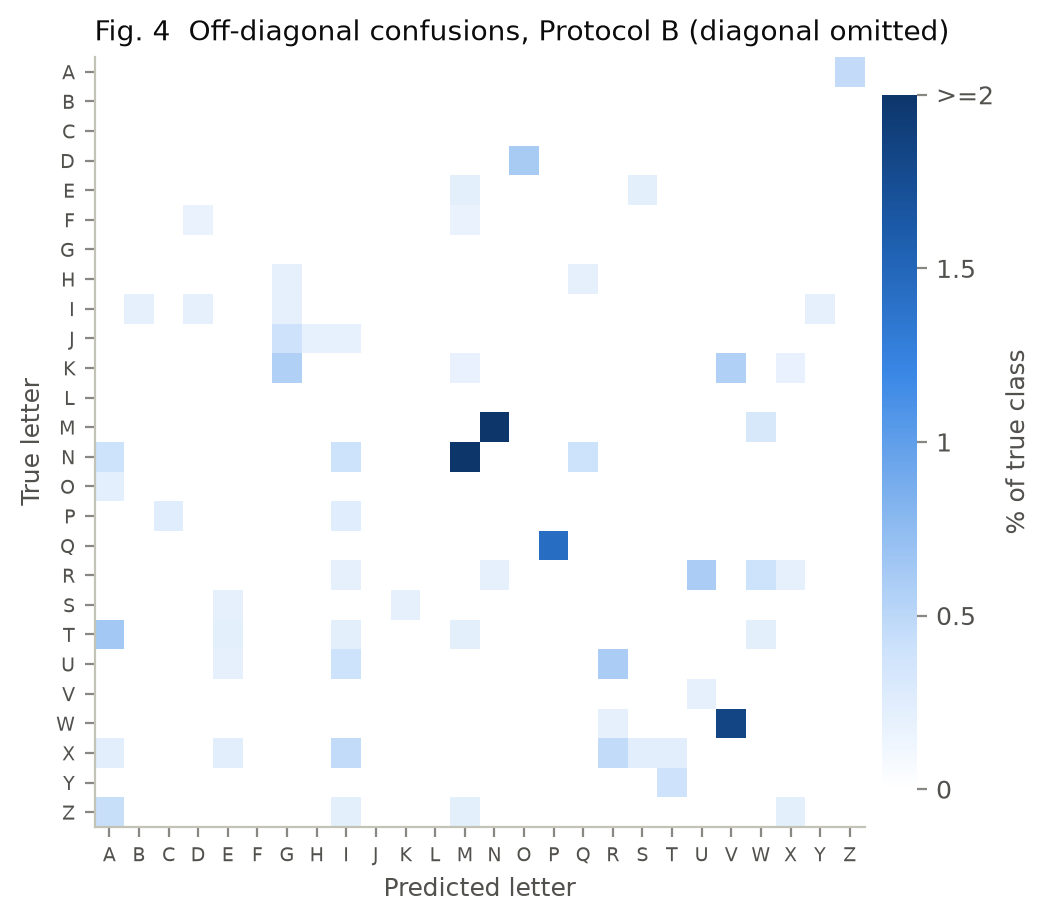 Fig. 4  Off-diagonal confusions, Protocol B (diagonal omitted)
A
B
C
D
E
F
G
H
I
J
K
L
M
N
O
P
Q
R
S
T
U
V
W
X
Y
Z
True letter
A B C D E F G H I J K L M N O P Q R S T U V W X Y Z
Predicted letter
>=2
1.5
1
0.5
0
% of true class